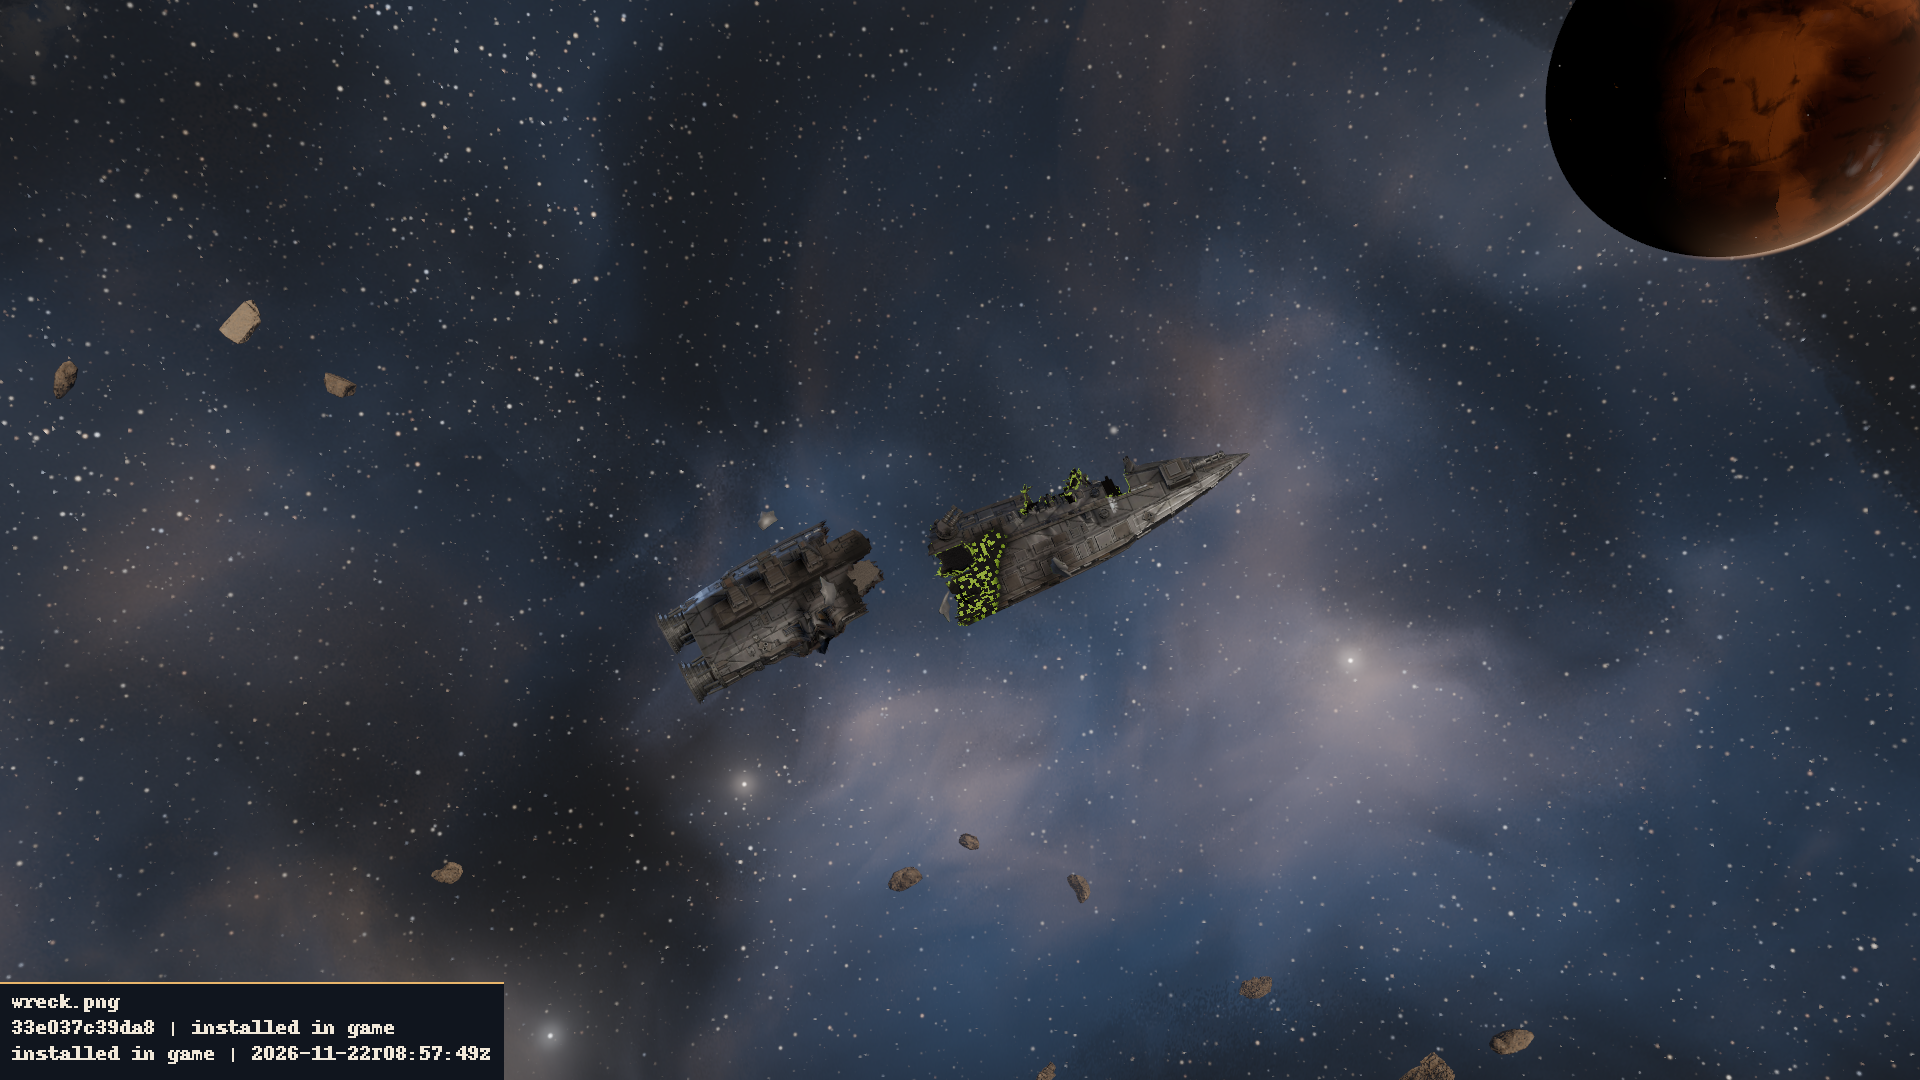 wreck.png
33e037c39da8 | installed in game
installed in game | 2026-11-22T08:57:49Z